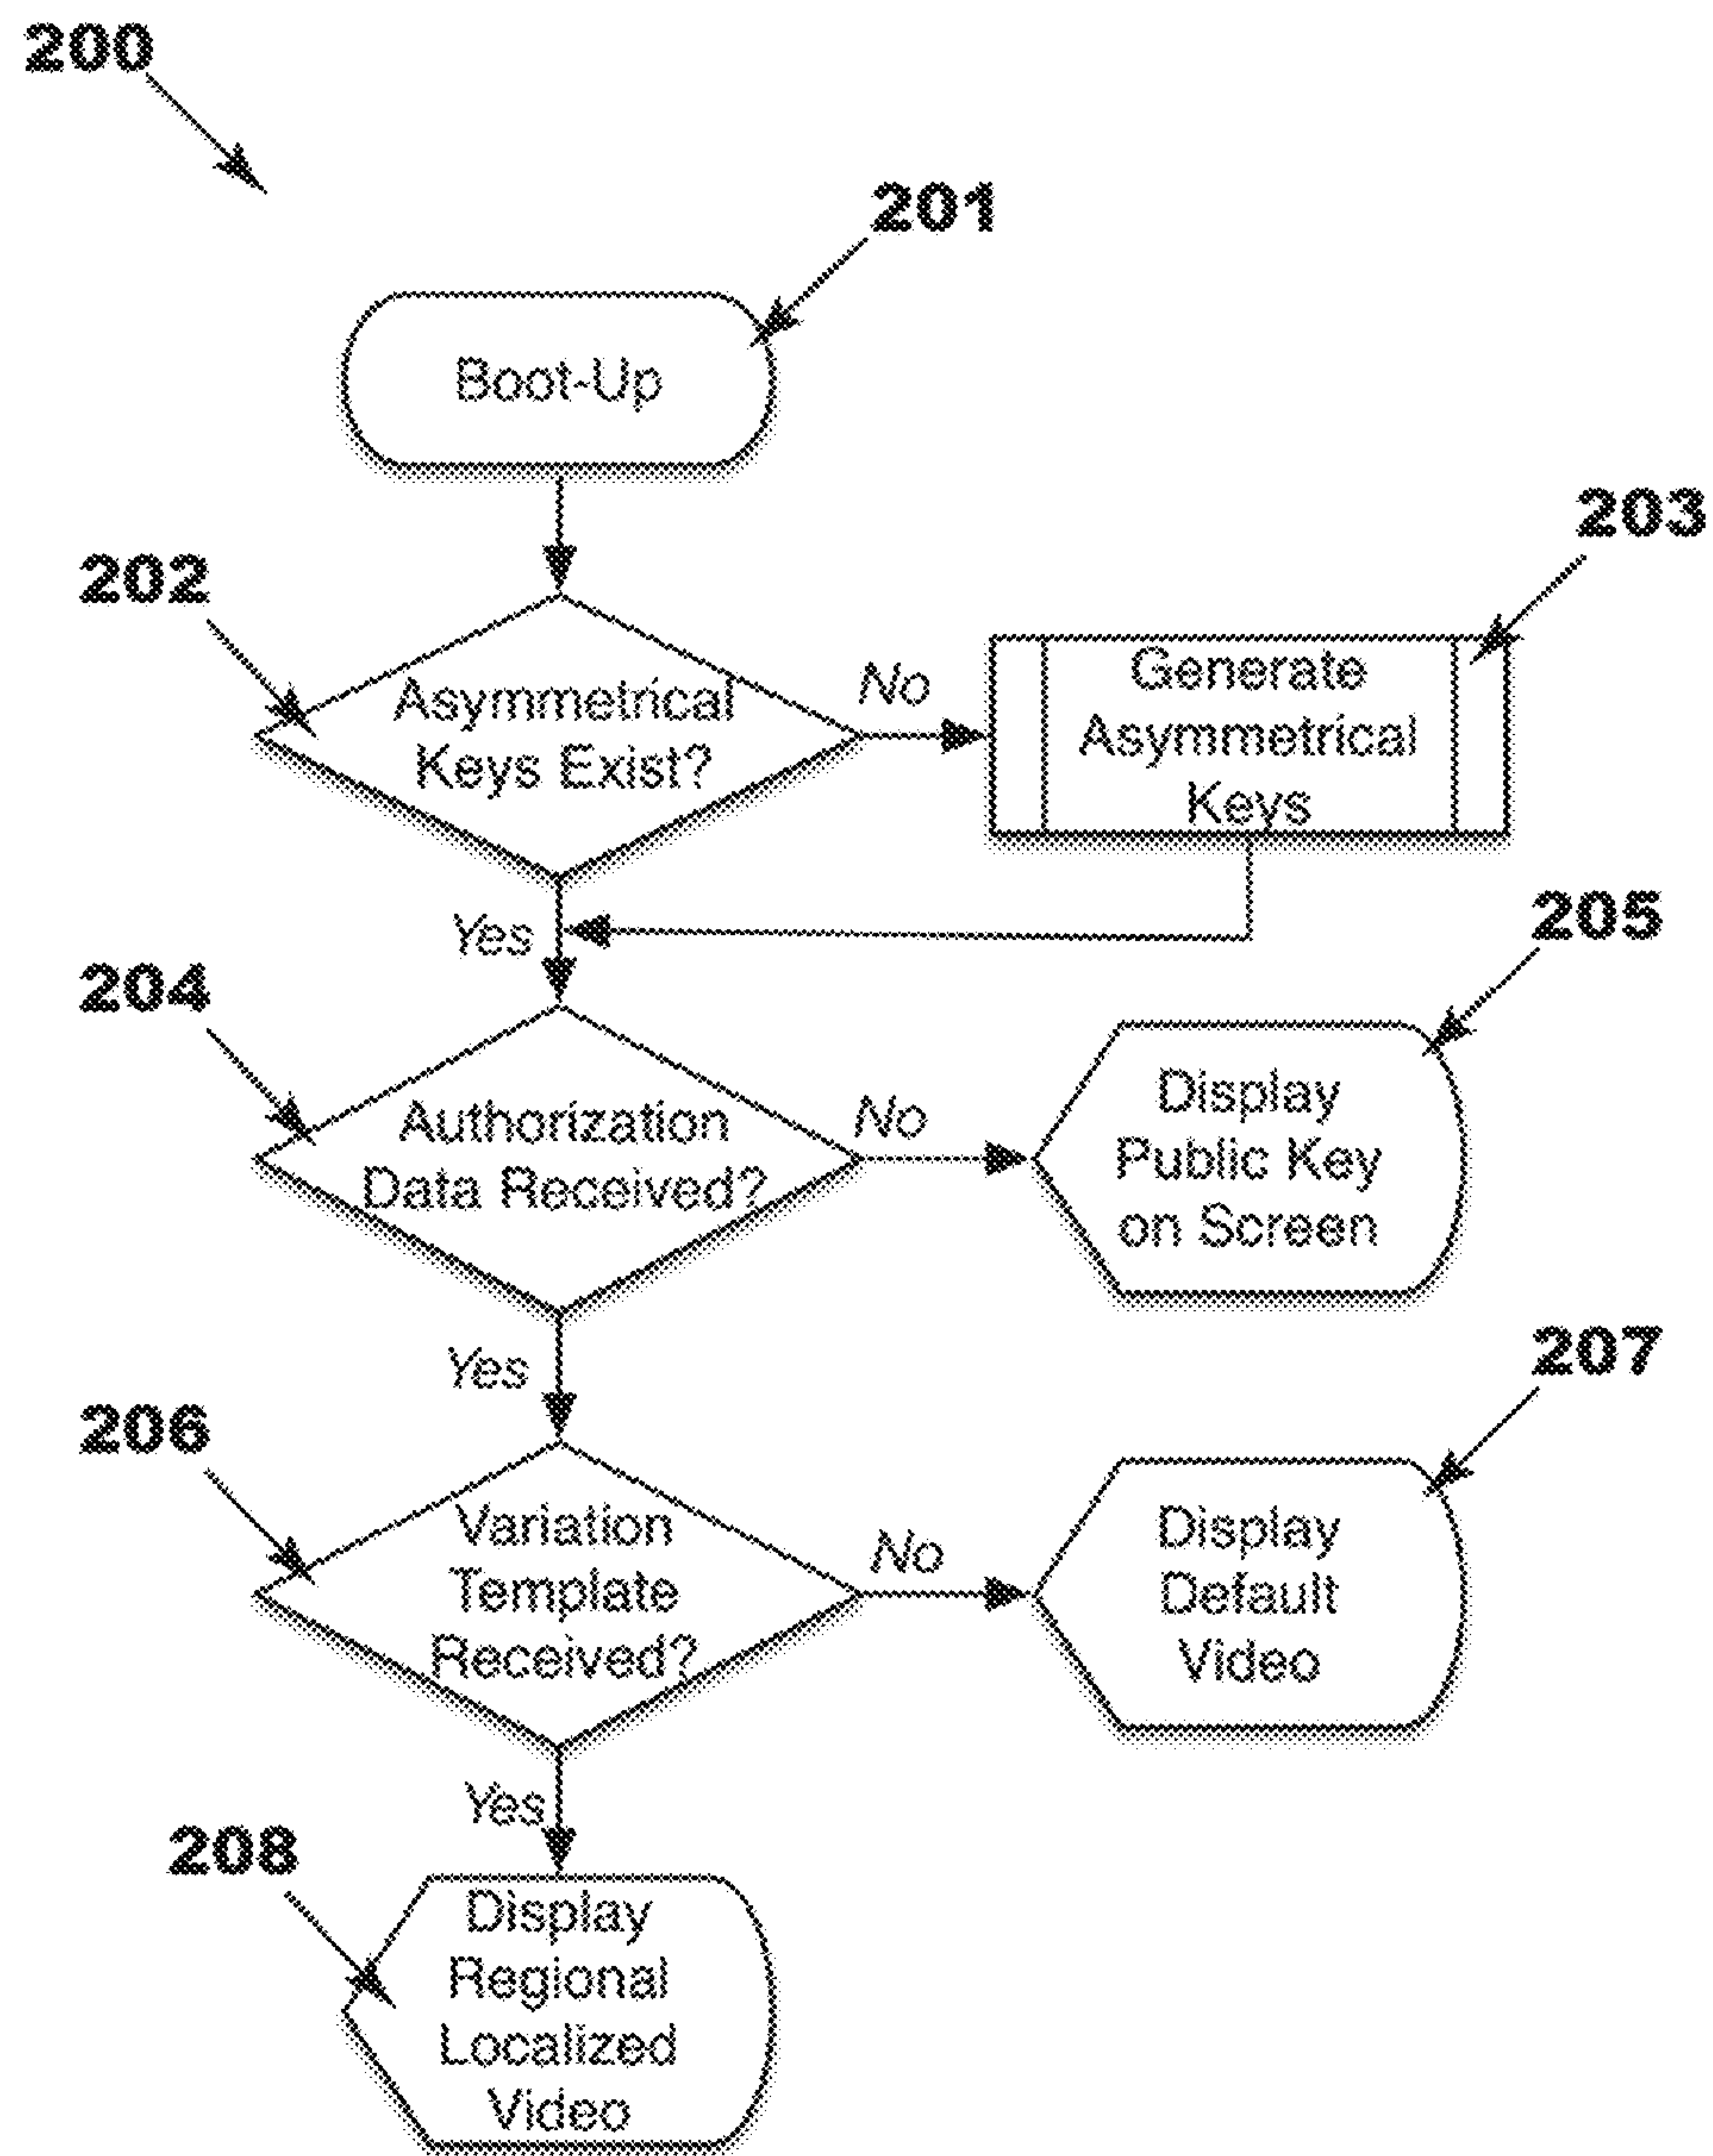 200
201
Boot-Up
203
202
No
Generate
Asymmetrical
Keys
Asymmetrical
Keys Exist?
205
Yes
204
Display
Public Key
on Screen
No
Authorization
Data Received?
207
Yes
206
Display
Default
Video
No
Variation
Template
Received?
Yes
208
Display
Regional
Localized
Video